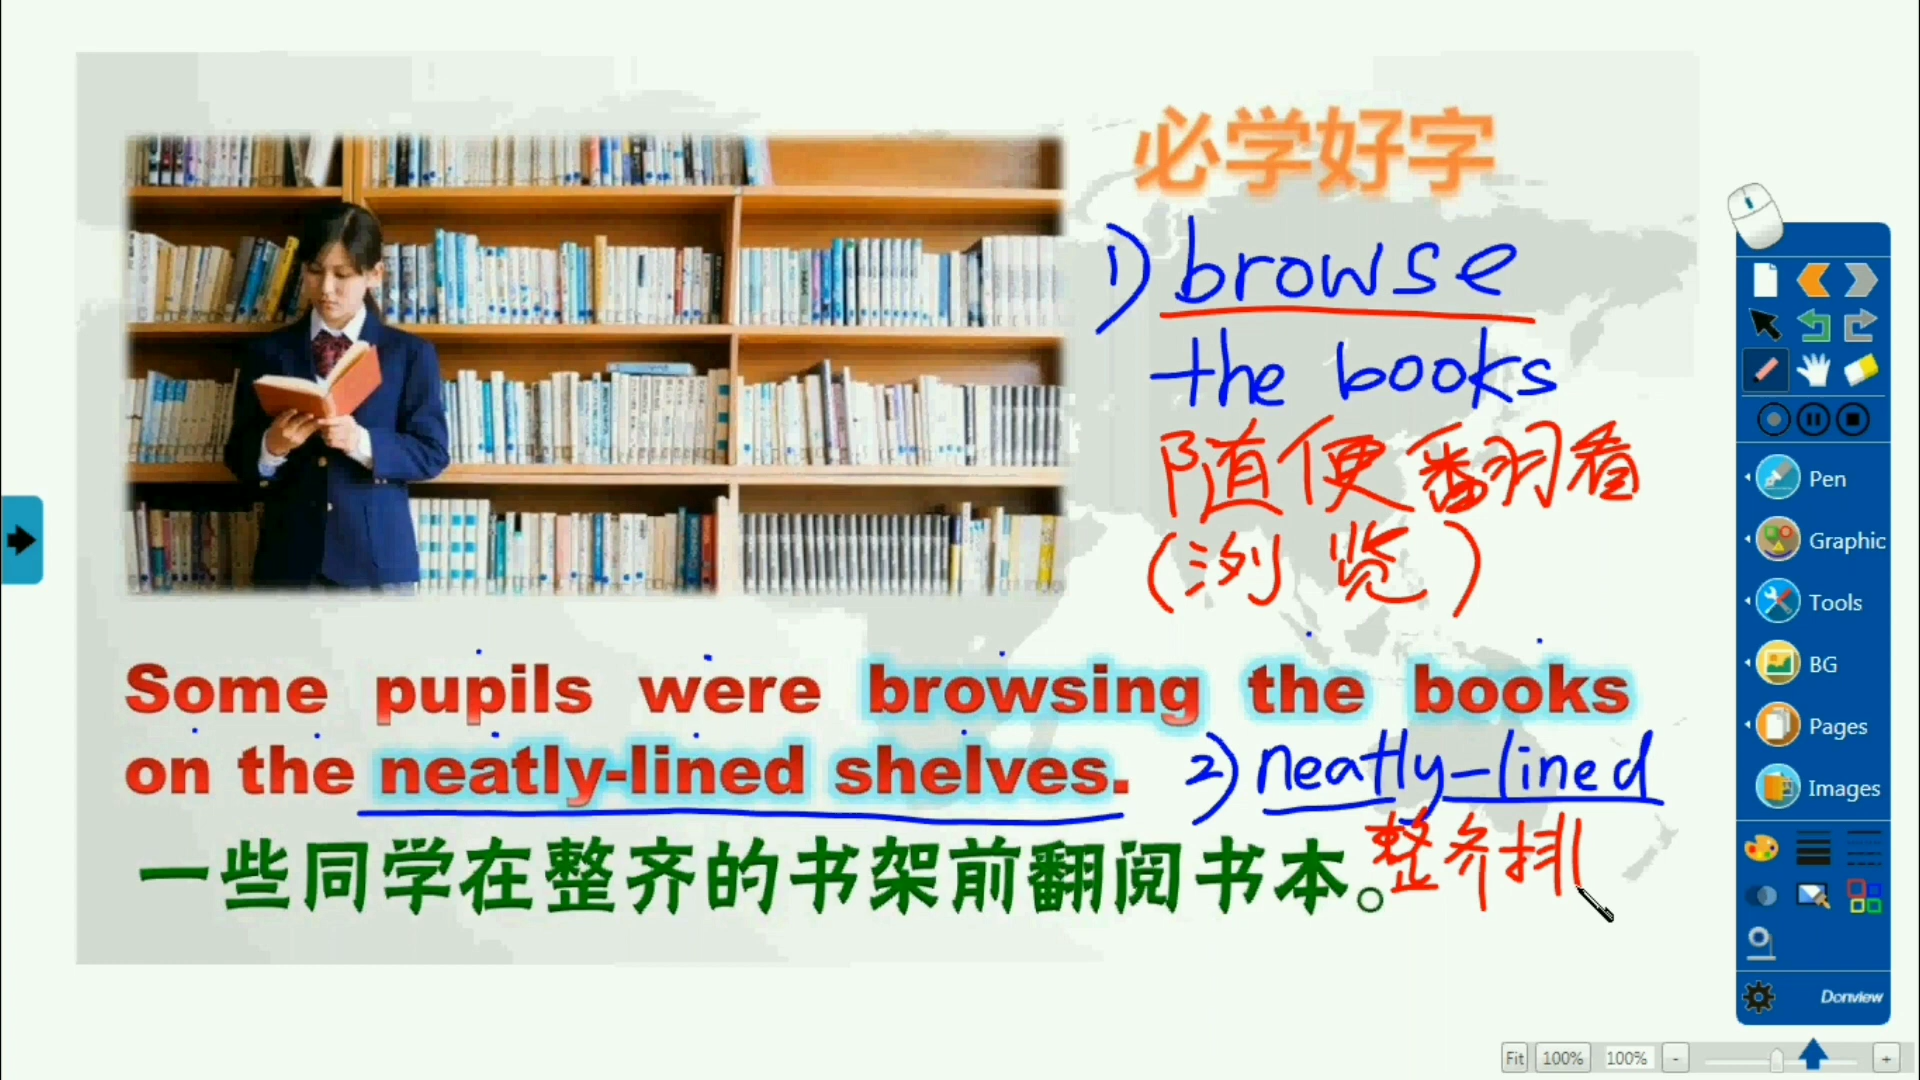 必学好字
1) browse
the books
随便翻看
(浏览)
Some pupils were browsing the books
on the neatly-lined shelves.
2) neatly-lined
整齐排
一些同学在整齐的书架前翻阅书本。
Pen
Graphic
Tools
BG
Pages
Images
Donview
Fit 100% 100% - +